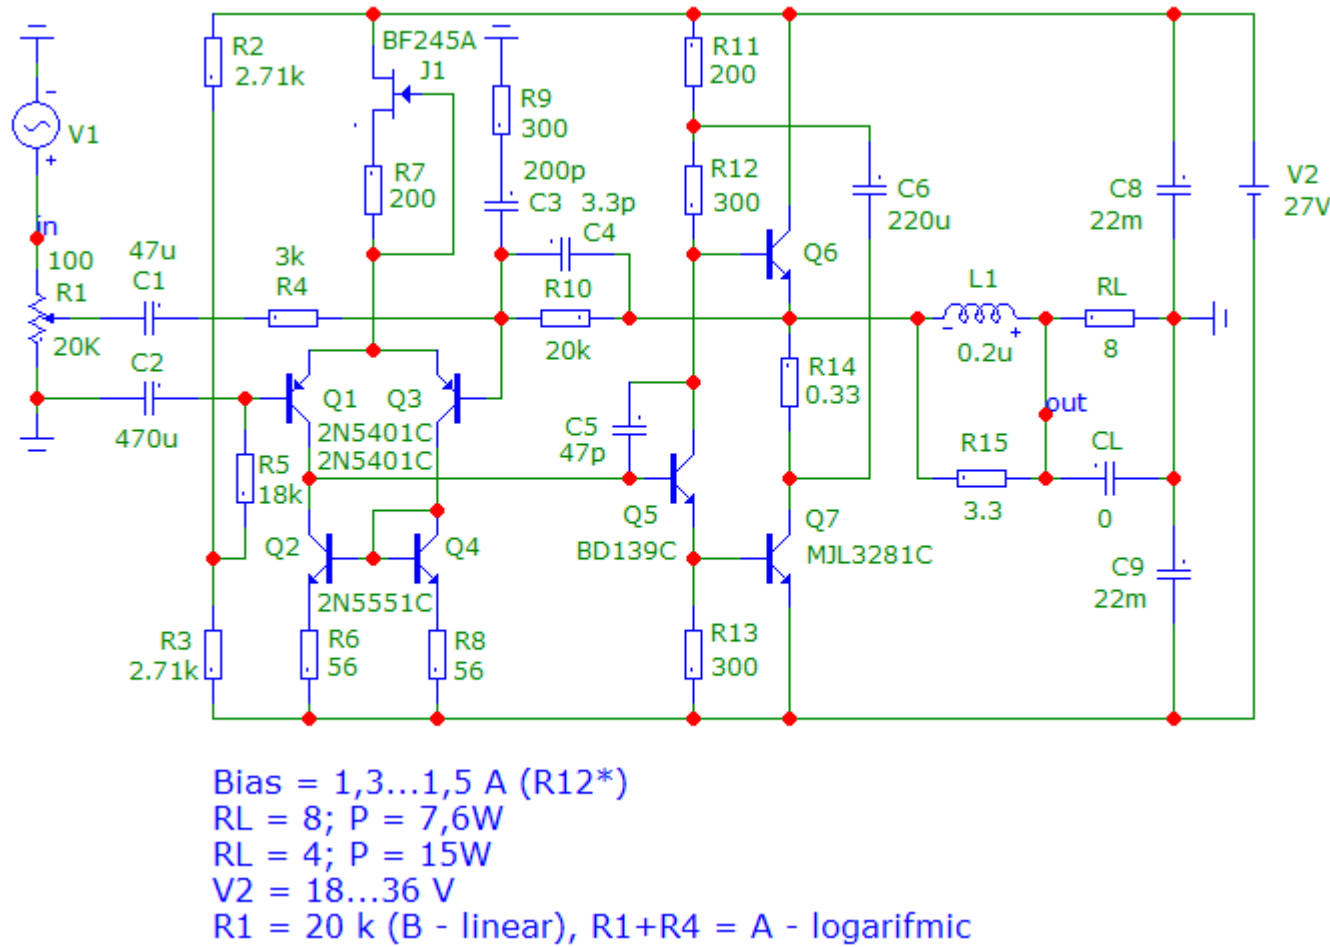 BF245A
J1
R2
2.71k
R11
200
R9
300
V1
R7
200
200p
C3
3.3p
C4
R12
300
C6
220u
C8
22m
V2
27V
in
100
R1
20K
47u
C1
3k
R4
R10
20k
Q6
L1
0.2u
RL
8
C2
470u
Q1
Q3
2N5401C
2N5401C
R14
0.33
C5
47p
out
R5
18k
R15
3.3
CL
0
Q2
Q4
2N5551C
Q5
BD139C
Q7
MJL3281C
C9
22m
R3
2.71k
R6
56
R8
56
R13
300
- + - +
Bias = 1,3...1,5 A (R12*)
RL = 8; P = 7,6W
RL = 4; P = 15W
V2 = 18...36 V
R1 = 20 k (B - linear), R1+R4 = A - logarifmic